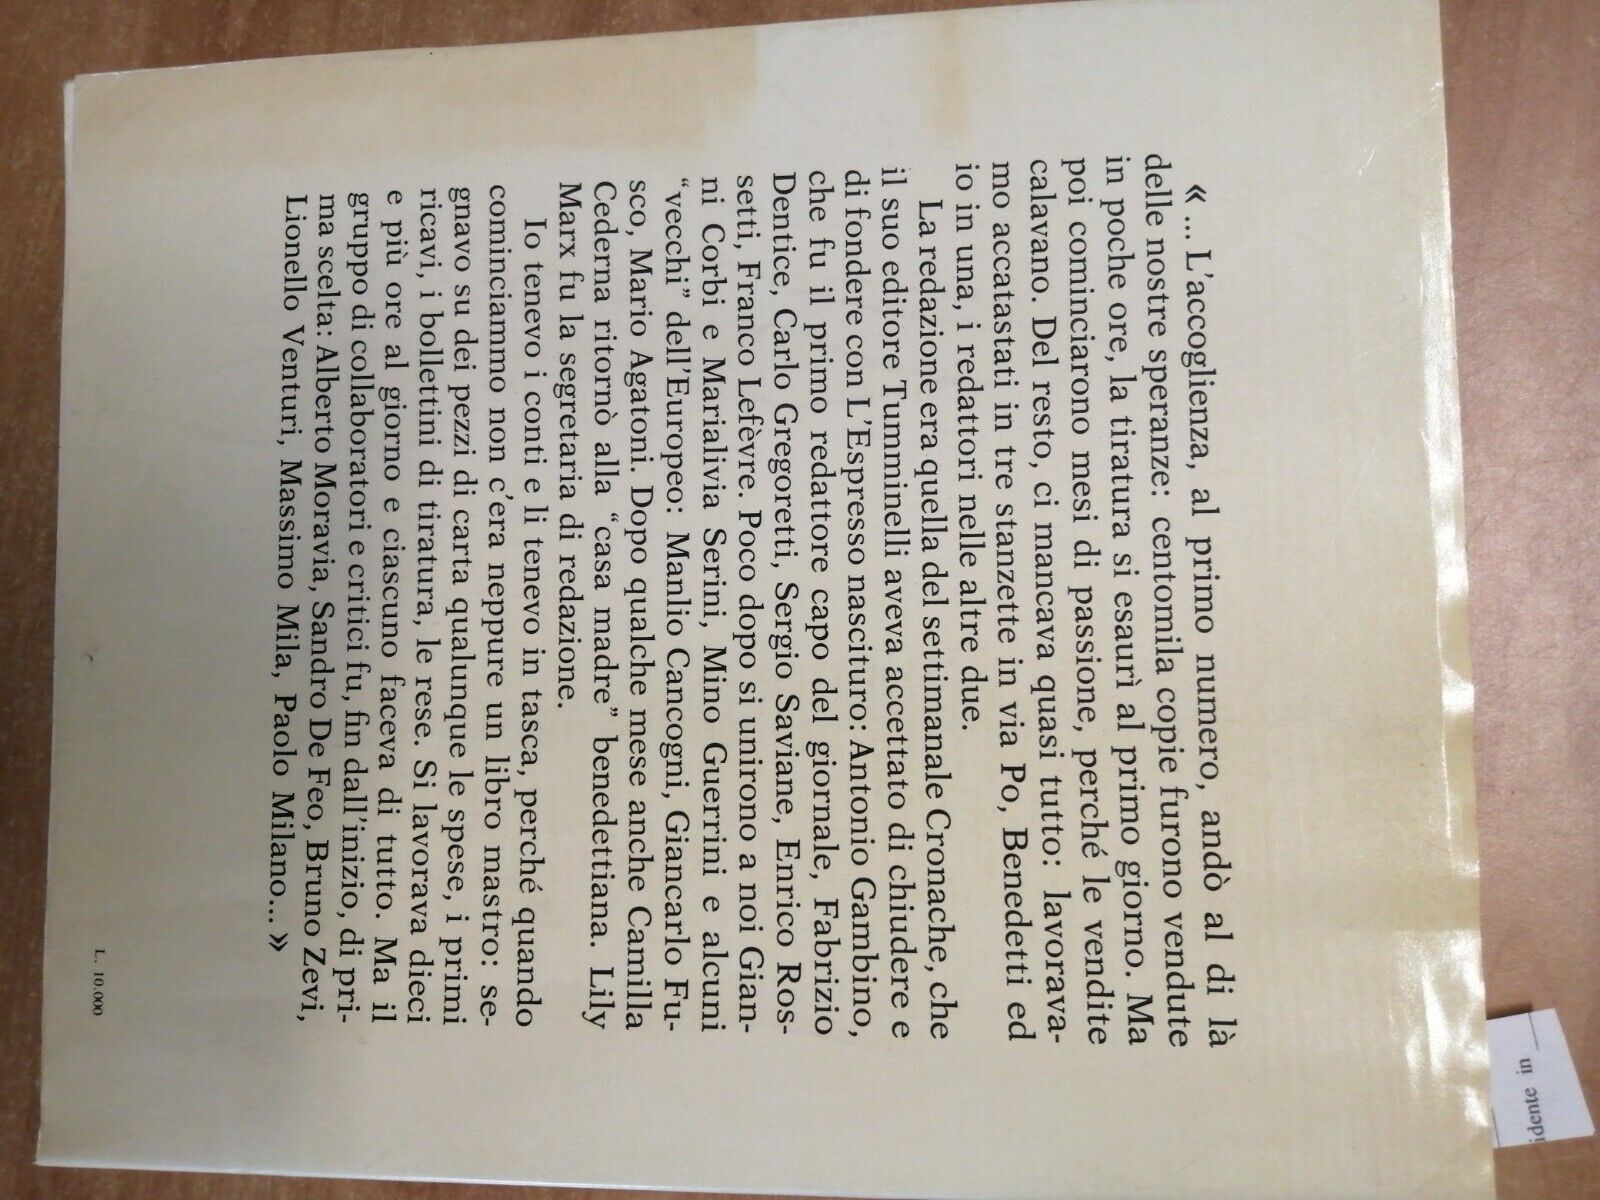 «... L'accoglienza, al primo numero, andò al di là
delle nostre speranze: centomila copie furono vendute
in poche ore, la tiratura si esaurì al primo giorno. Ma
poi cominciarono mesi di passione, perché le vendite
calavano. Del resto, ci mancava quasi tutto: lavorava-
mo accatastati in tre stanzette in via Po, Benedetti ed
io in una, i redattori nelle altre due.
La redazione era quella del settimanale Cronache, che
il suo editore Tumminelli aveva accettato di chiudere e
di fondere con L'Espresso nascituro: Antonio Gambino,
che fu il primo redattore capo del giornale, Fabrizio
Dentice, Carlo Gregoretti, Sergio Saviane, Enrico Ros-
setti, Franco Lefèvre. Poco dopo si unirono a noi Gian-
ni Corbi e Marialivia Serini, Mino Guerrini e alcuni
“vecchi” dell'Europeo: Manlio Cancogni, Giancarlo Fu-
sco, Mario Agatoni. Dopo qualche mese anche Camilla
Cederna ritornò alla “casa madre” benedettiana. Lily
Marx fu la segretaria di redazione.
Io tenevo i conti e li tenevo in tasca, perché quando
cominciammo non c'era neppure un libro mastro: se-
gnavo su dei pezzi di carta qualunque le spese, i primi
ricavi, i bollettini di tiratura, le rese. Si lavorava dieci
e più ore al giorno e ciascuno faceva di tutto. Ma il
gruppo di collaboratori e critici fu, fin dall'inizio, di pri-
ma scelta: Alberto Moravia, Sandro De Feo, Bruno Zevi,
Lionello Venturi, Massimo Mila, Paolo Milano...»
L. 10.000
idente in